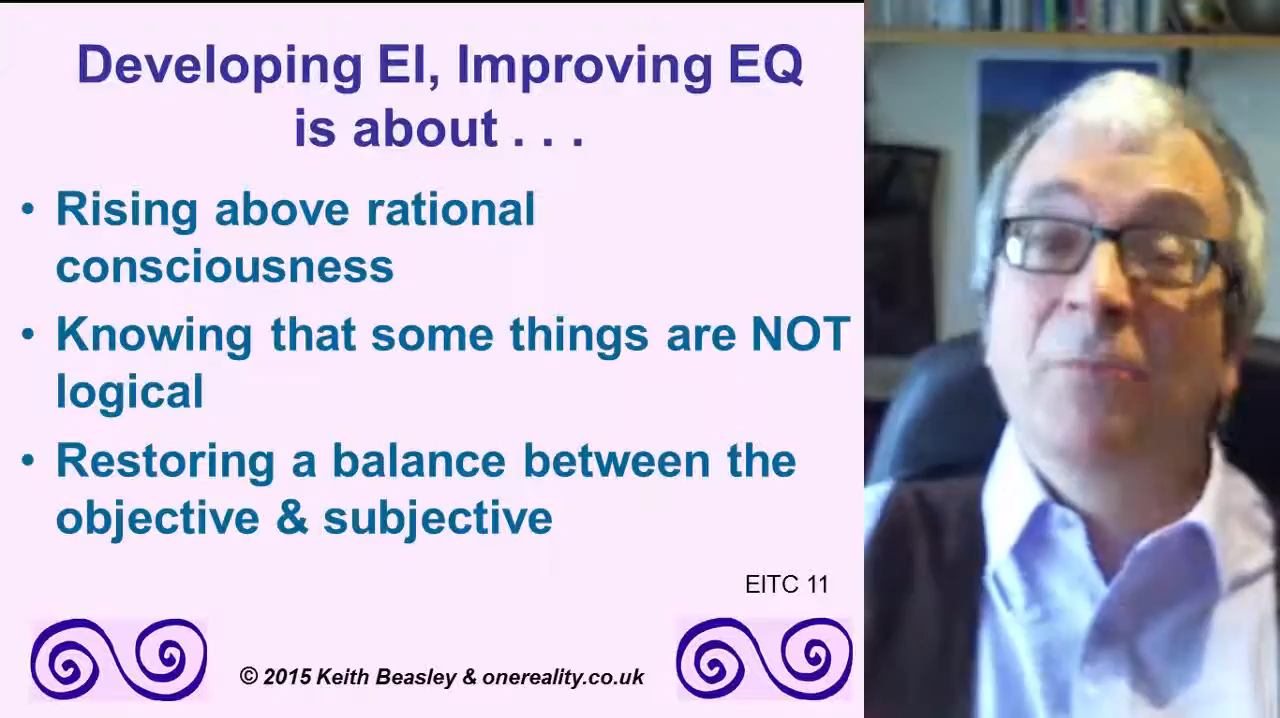 Developing EI, Improving EQ
is about . . .
• Rising above rational
consciousness
• Knowing that some things are NOT
logical
• Restoring a balance between the
objective & subjective
EITC 11
© 2015 Keith Beasley & onereality.co.uk